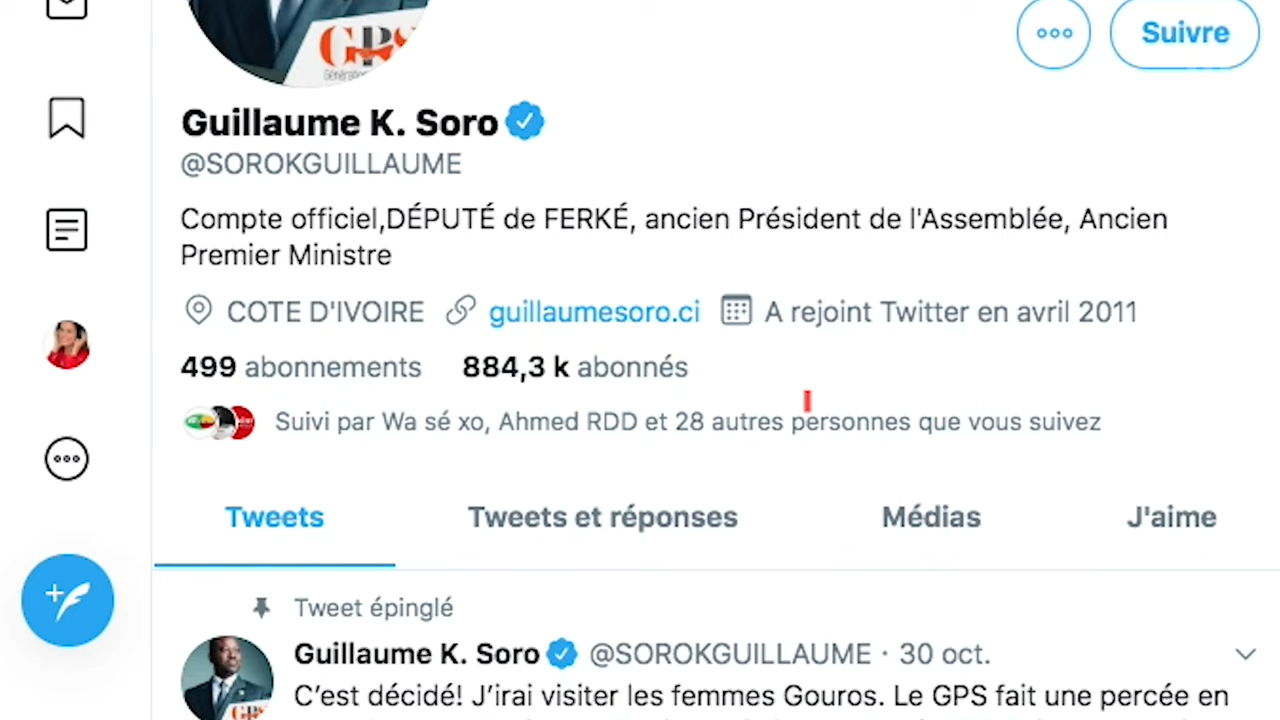 GPS
Suivre
Guillaume K. Soro
@SOROKGUILLAUME
Compte officiel,DÉPUTÉ de FERKÉ, ancien Président de l'Assemblée, Ancien
Premier Ministre
COTE D'IVOIRE guillaumesoro.ci A rejoint Twitter en avril 2011
499 abonnements 884,3 k abonnés
Suivi par Wa sé xo, Ahmed RDD et 28 autres personnes que vous suivez
Tweets Tweets et réponses Médias J'aime
Tweet épinglé
Guillaume K. Soro @SOROKGUILLAUME · 30 oct.
C'est décidé! J'irai visiter les femmes Gouros. Le GPS fait une percée en